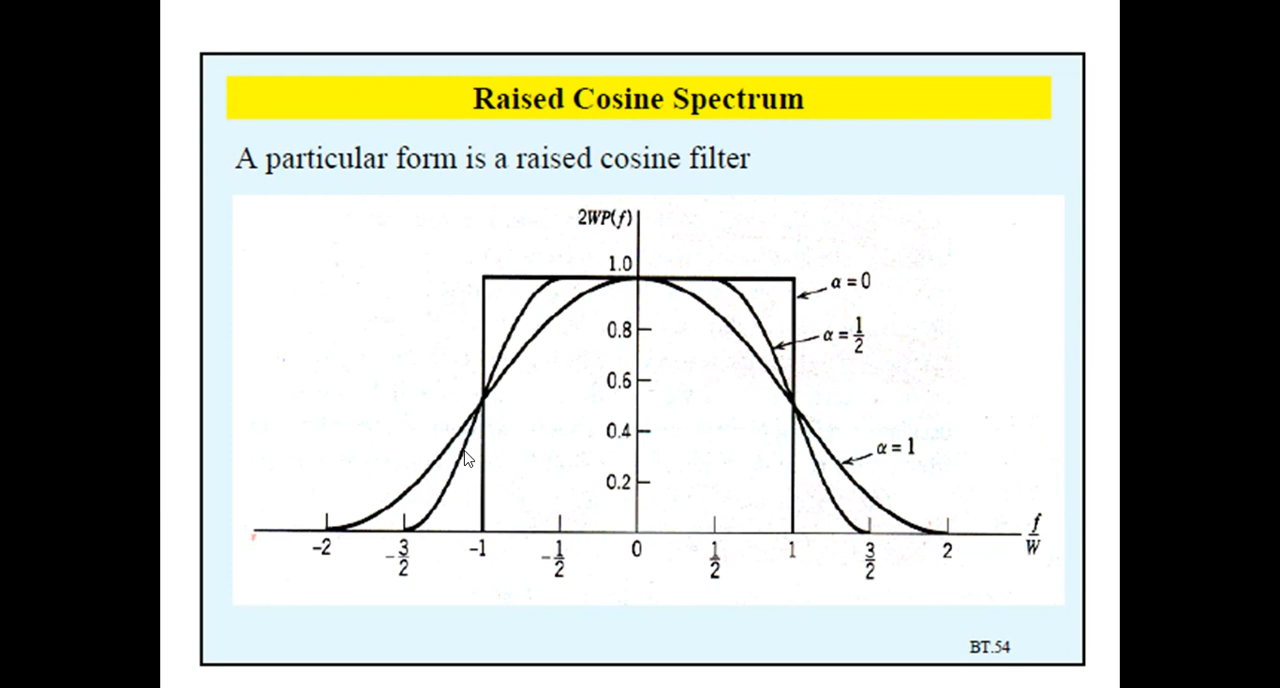 Raised Cosine Spectrum
A particular form is a raised cosine filter
2WP(f)
1.0
α = 0
0.8
α = 1/2
0.6
0.4
α = 1
0.2
-2 -3/2 -1 -1/2 0 1/2 1 3/2 2 f/W
BT.54